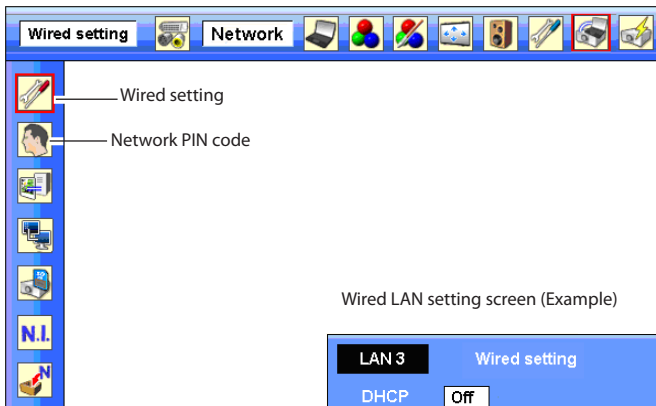 Wired setting Network
Wired setting
Network PIN code
N.I.
N
Wired LAN setting screen (Example)
LAN 3 Wired setting
DHCP Off